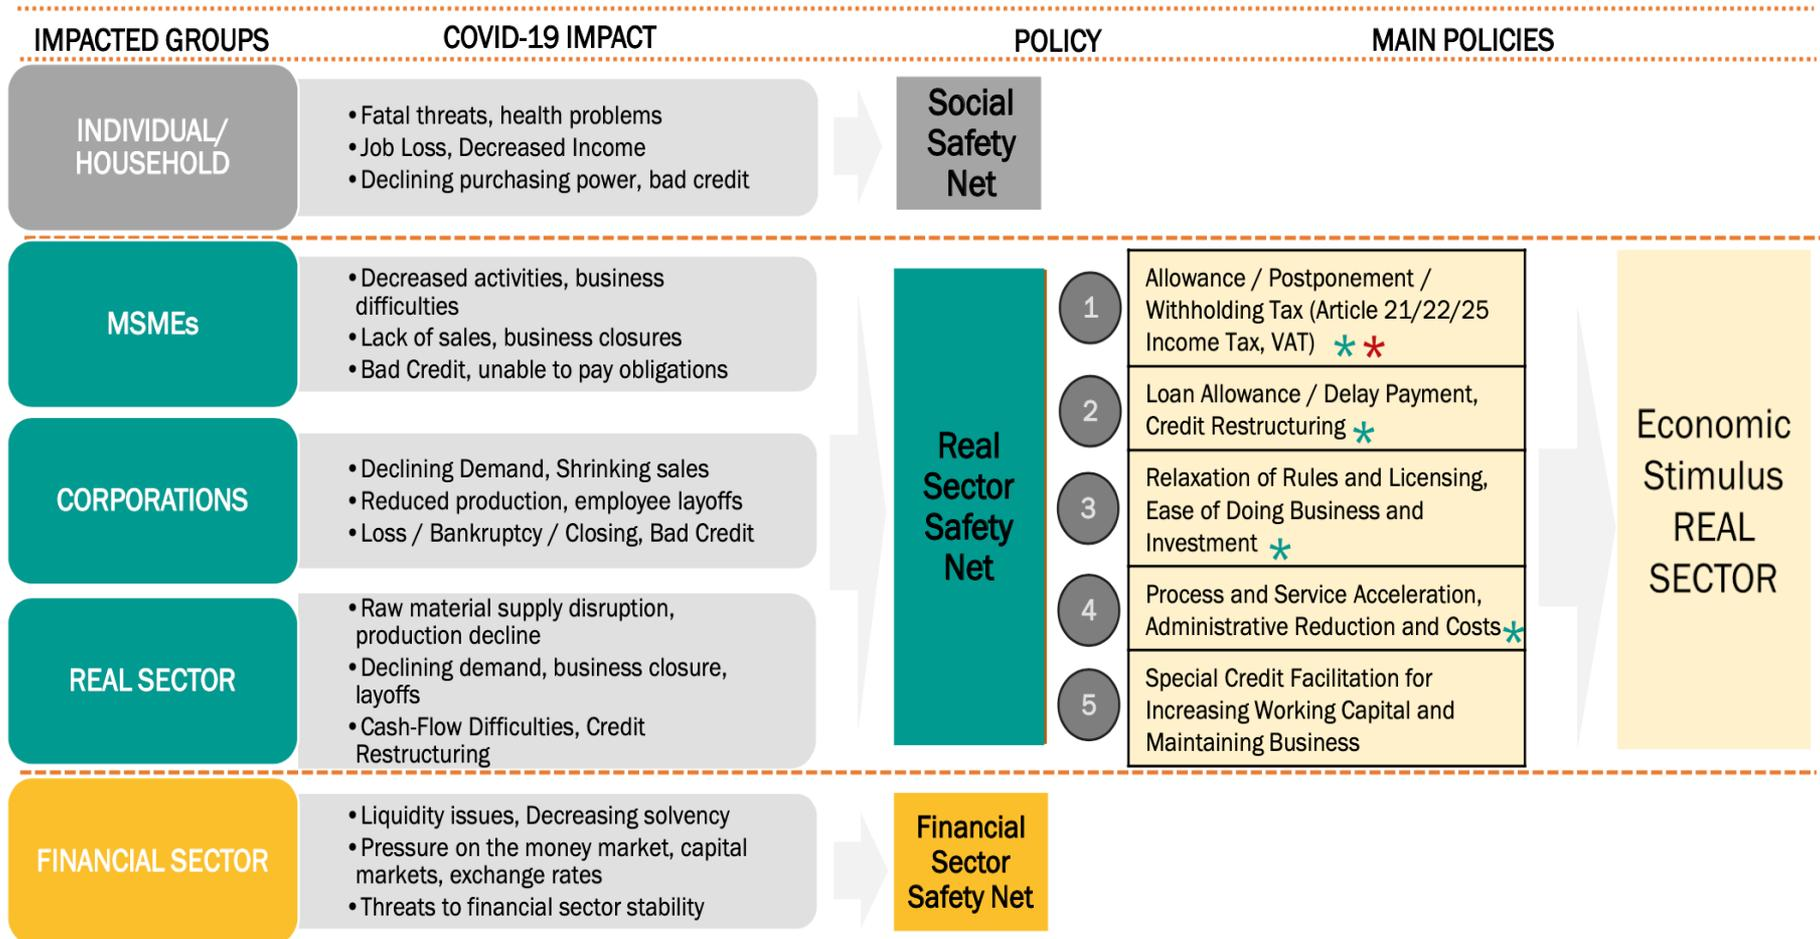 IMPACTED GROUPS
COVID-19 IMPACT
POLICY
MAIN POLICIES
INDIVIDUAL/
HOUSEHOLD
• Fatal threats, health problems
• Job Loss, Decreased Income
• Declining purchasing power, bad credit
Social
Safety
Net
MSMEs
• Decreased activities, business
difficulties
• Lack of sales, business closures
• Bad Credit, unable to pay obligations
CORPORATIONS
• Declining Demand, Shrinking sales
• Reduced production, employee layoffs
• Loss / Bankruptcy / Closing, Bad Credit
REAL SECTOR
• Raw material supply disruption,
production decline
• Declining demand, business closure,
layoffs
• Cash-Flow Difficulties, Credit
Restructuring
Real
Sector
Safety
Net
1
Allowance / Postponement /
Withholding Tax (Article 21/22/25
Income Tax, VAT) * *
2
Loan Allowance / Delay Payment,
Credit Restructuring *
3
Relaxation of Rules and Licensing,
Ease of Doing Business and
Investment *
4
Process and Service Acceleration,
Administrative Reduction and Costs *
5
Special Credit Facilitation for
Increasing Working Capital and
Maintaining Business
Economic
Stimulus
REAL
SECTOR
FINANCIAL SECTOR
• Liquidity issues, Decreasing solvency
• Pressure on the money market, capital
markets, exchange rates
• Threats to financial sector stability
Financial
Sector
Safety Net